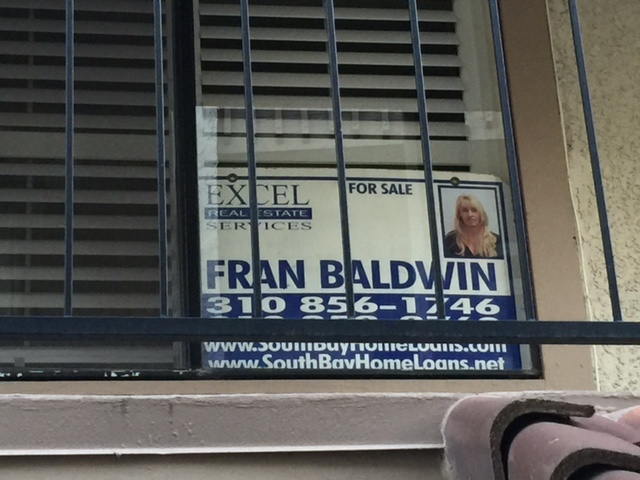 EXCEL
REAL ESTATE
SERVICES
FOR SALE
FRAN BALDWIN
310 856-1746
www.SouthBayHomeLoans.com
www.SouthBayHomeLoans.net